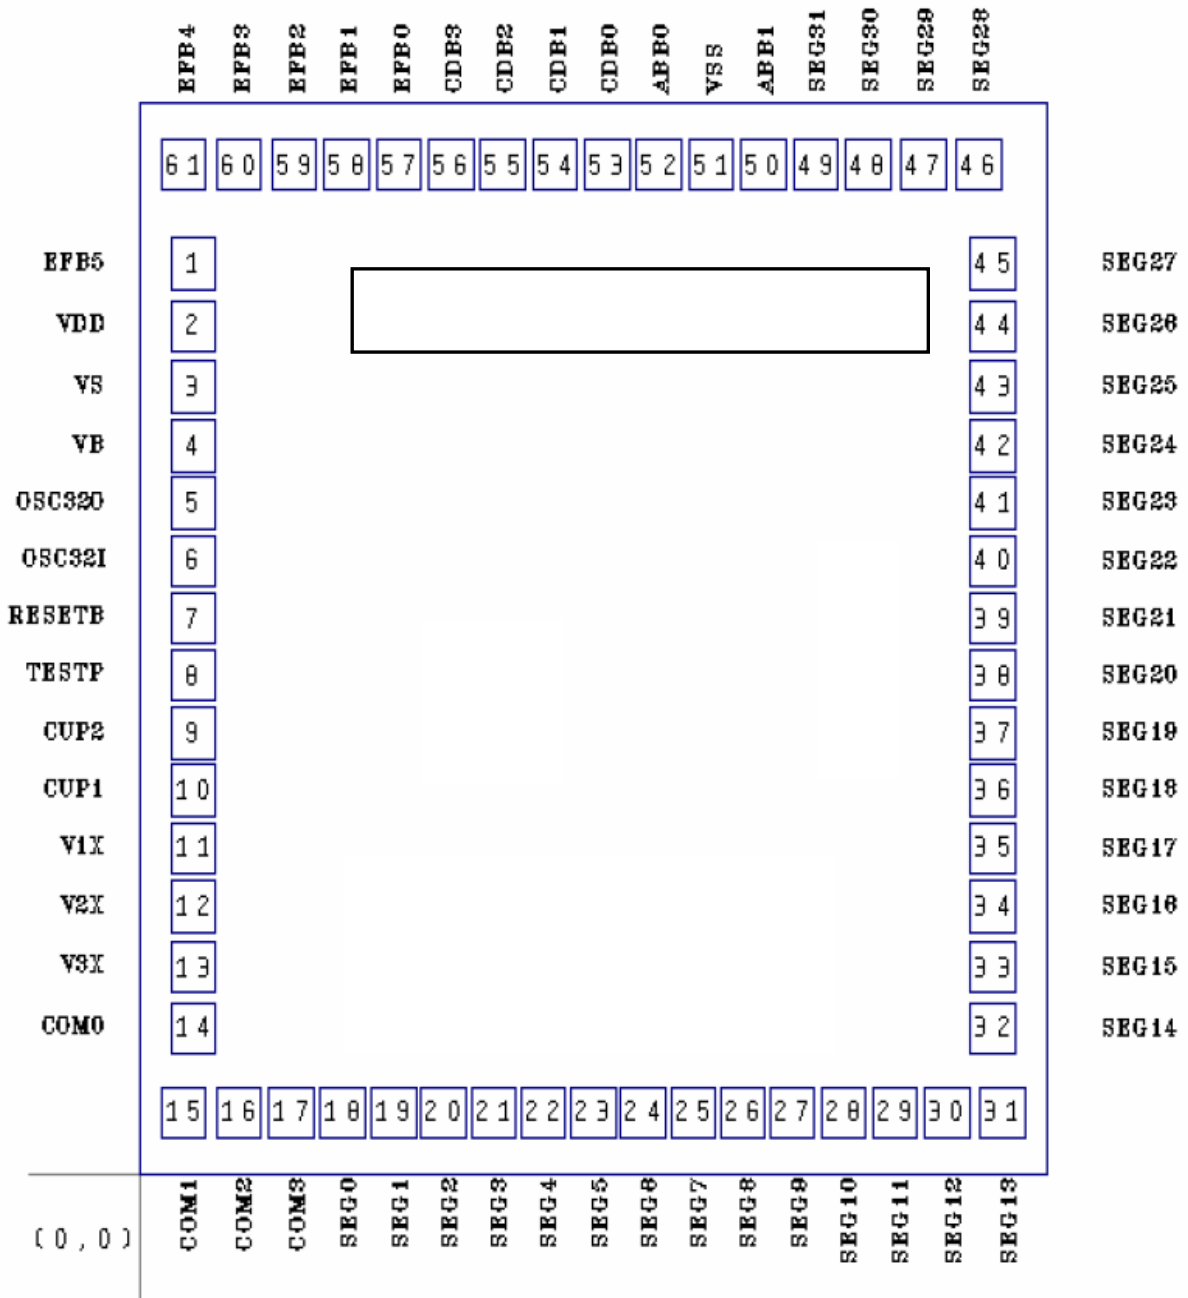 EFB4 EFB3 EFB2 EFB1 EFB0 CDB3 CDB2 CDB1 CDB0 ABB0 VSS ABB1 SEG31 SEG30 SEG29 SEG28
61 60 59 58 57 56 55 54 53 52 51 50 49 48 47 46
EFB5 1 45 SEG27
VDD 2 44 SEG26
VS 3 43 SEG25
VB 4 42 SEG24
OSC32O 5 41 SEG23
OSC32I 6 40 SEG22
RESETB 7 39 SEG21
TESTP 8 38 SEG20
CUP2 9 37 SEG19
CUP1 10 36 SEG18
V1X 11 35 SEG17
V2X 12 34 SEG16
V3X 13 33 SEG15
COM0 14 32 SEG14
15 16 17 18 19 20 21 22 23 24 25 26 27 28 29 30 31
COM1 COM2 COM3 SEG0 SEG1 SEG2 SEG3 SEG4 SEG5 SEG6 SEG7 SEG8 SEG9 SEG10 SEG11 SEG12 SEG13
(0,0)